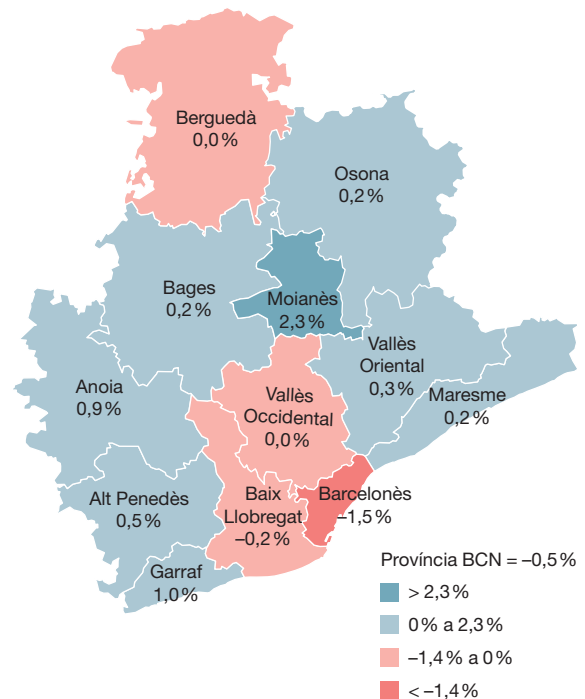 Berguedà
0,0 %
Osona
0,2 %
Bages
0,2 %
Moianès
2,3 %
Vallès
Oriental
0,3 %
Maresme
0,2 %
Anoia
0,9 %
Vallès
Occidental
0,0 %
Alt Penedès
0,5 %
Baix
Llobregat
–0,2 %
Barcelonès
–1,5 %
Garraf
1,0 %
Província BCN = –0,5 %
> 2,3 %
0 % a 2,3 %
–1,4 % a 0 %
< –1,4 %